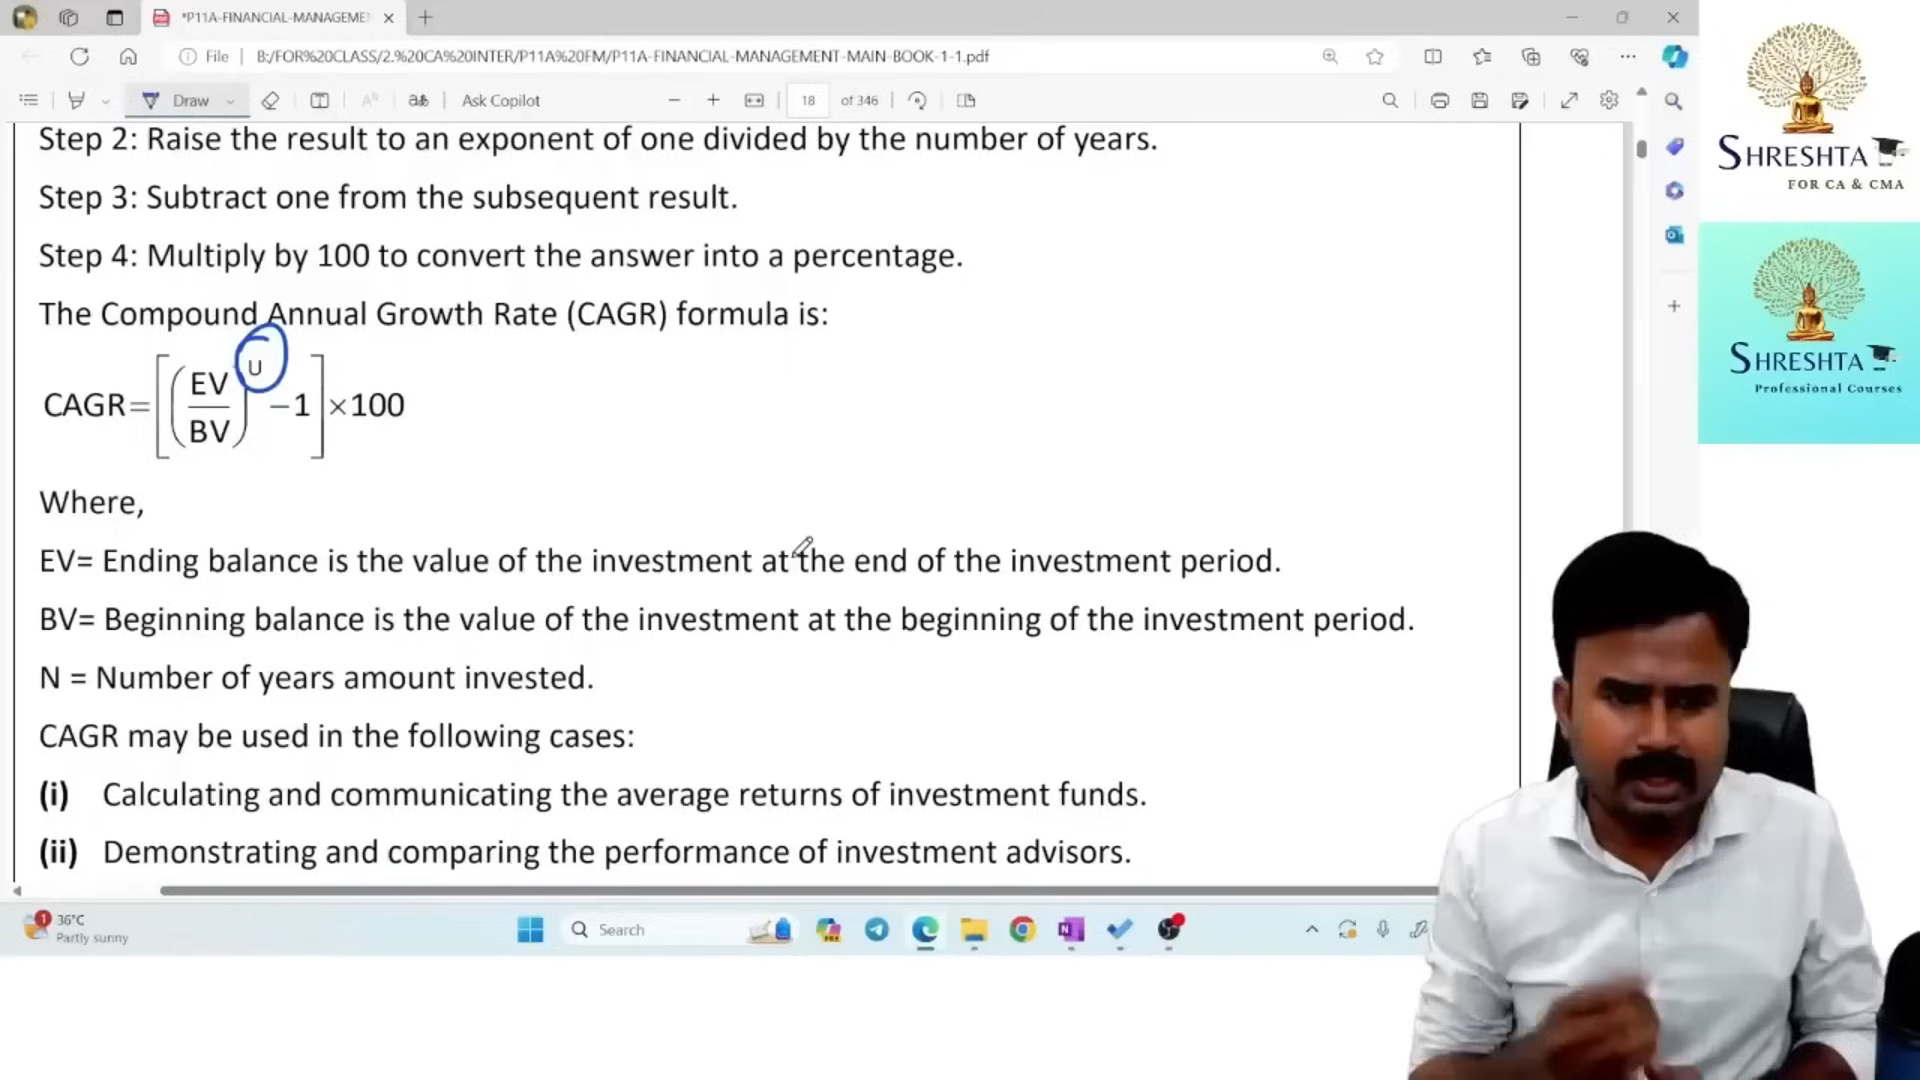 *P11A-FINANCIAL-MANAGEME
File B:/FOR%20CLASS/2.%20CA%20INTER/P11A%20FM/P11A-FINANCIAL-MANAGEMENT-MAIN-BOOK-1-1.pdf
Draw Ask Copilot 18 of 346
Step 2: Raise the result to an exponent of one divided by the number of years.
Step 3: Subtract one from the subsequent result.
Step 4: Multiply by 100 to convert the answer into a percentage.
The Compound Annual Growth Rate (CAGR) formula is:
CAGR=[(EV/BV)^U −1]×100
Where,
EV= Ending balance is the value of the investment at the end of the investment period.
BV= Beginning balance is the value of the investment at the beginning of the investment period.
N = Number of years amount invested.
CAGR may be used in the following cases:
(i) Calculating and communicating the average returns of investment funds.
(ii) Demonstrating and comparing the performance of investment advisors.
1
36°C
Partly sunny
Search
PRE
SHRESHTA
FOR CA & CMA
SHRESHTA
Professional Courses